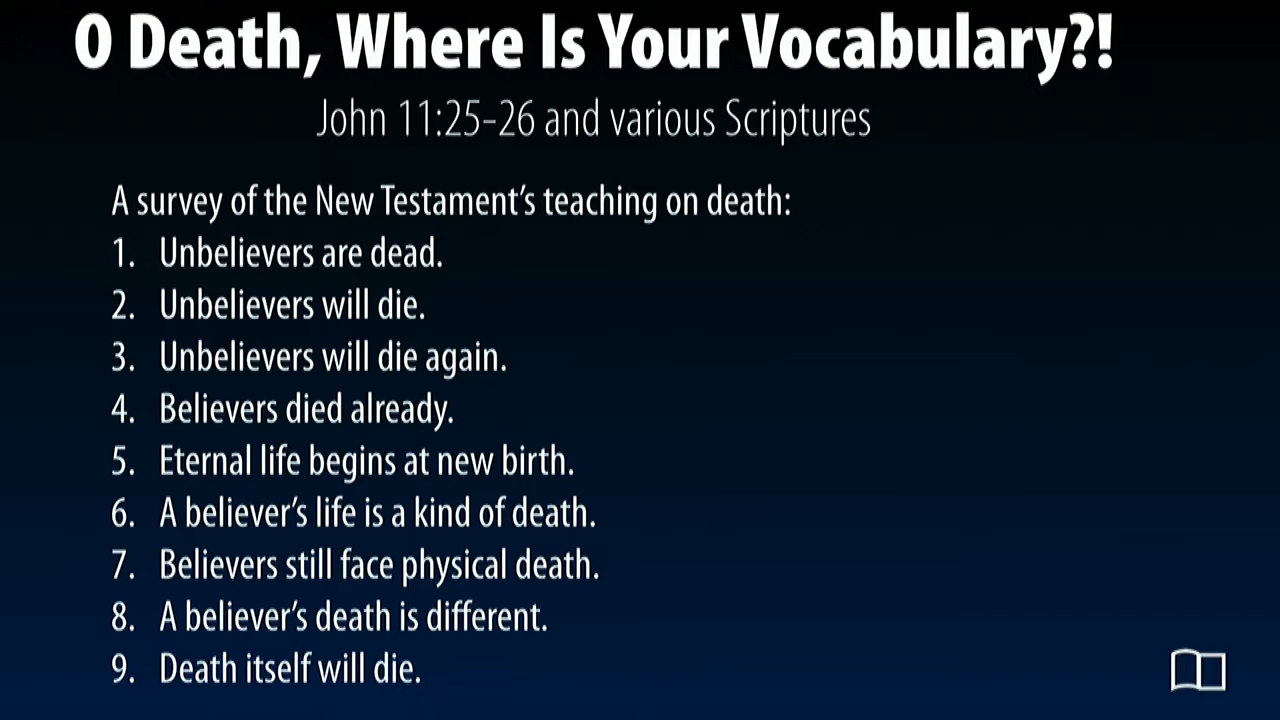 O Death, Where Is Your Vocabulary?!
John 11:25-26 and various Scriptures
A survey of the New Testament’s teaching on death:
1. Unbelievers are dead.
2. Unbelievers will die.
3. Unbelievers will die again.
4. Believers died already.
5. Eternal life begins at new birth.
6. A believer’s life is a kind of death.
7. Believers still face physical death.
8. A believer’s death is different.
9. Death itself will die.